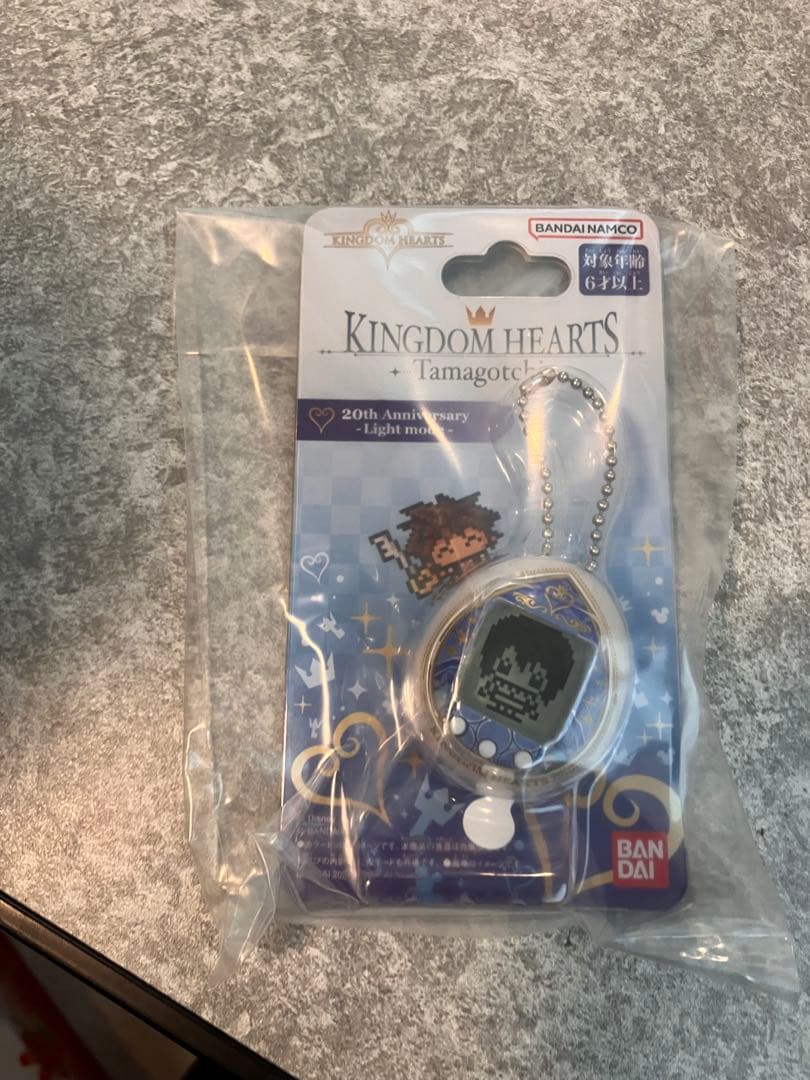 KINGDOM HEARTS
BANDAI NAMCO
対象年齢
6才以上
KINGDOM HEARTS
Tamagotchi
20th Anniversary
-Light mode-
Disney
BAN
DAI